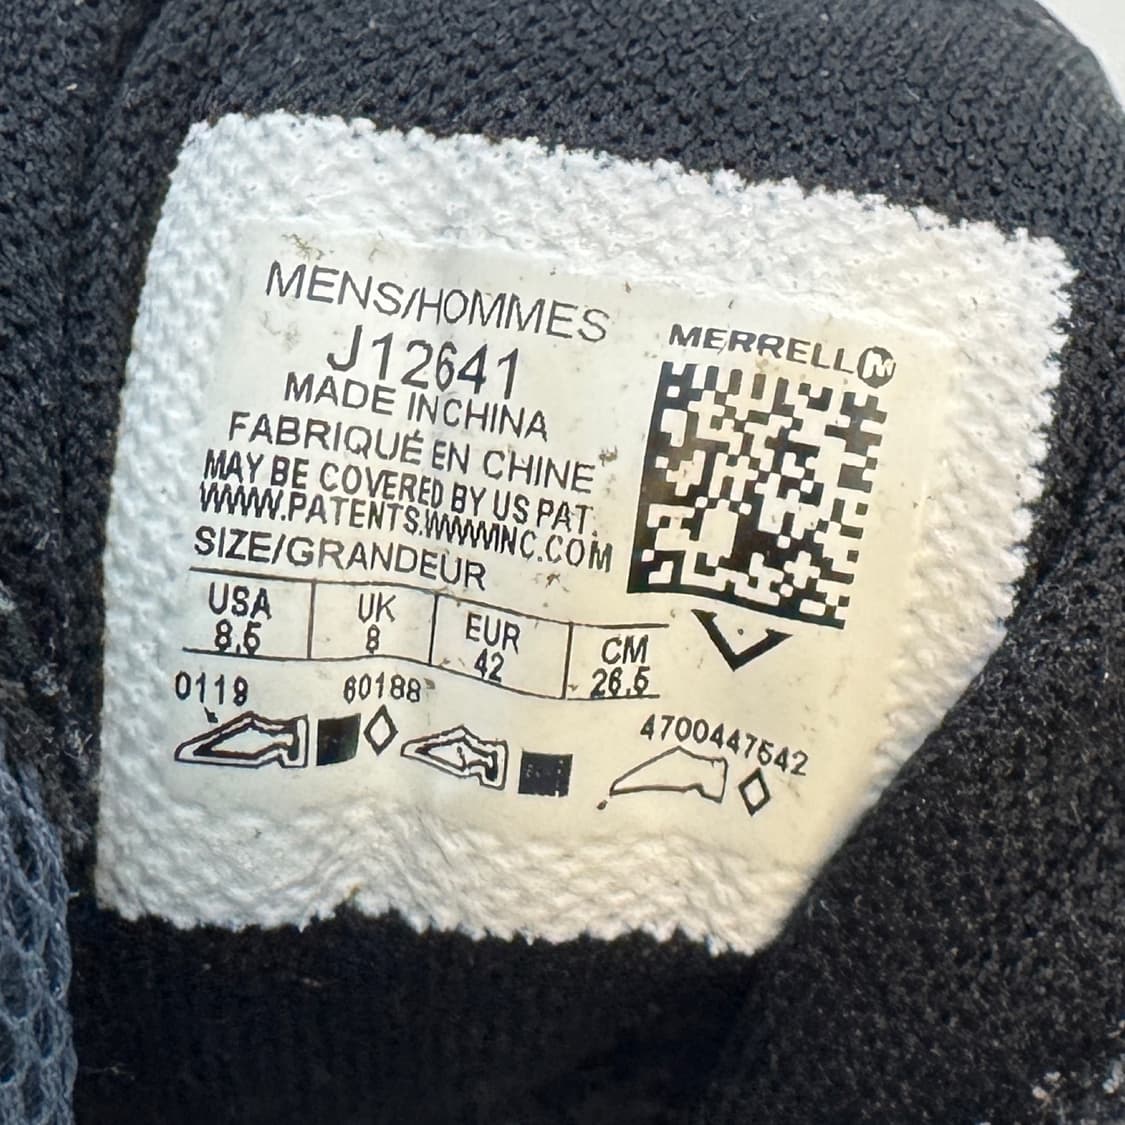 MENS/HOMMES
J12641
MADE IN CHINA
FABRIQUÉ EN CHINE
MAY BE COVERED BY US PAT.
WWW.PATENTS.WWWINC.COM
SIZE/GRANDEUR
MERRELL M
USA UK EUR CM
8.5 8 42 26.5
0119 60188
4700447542